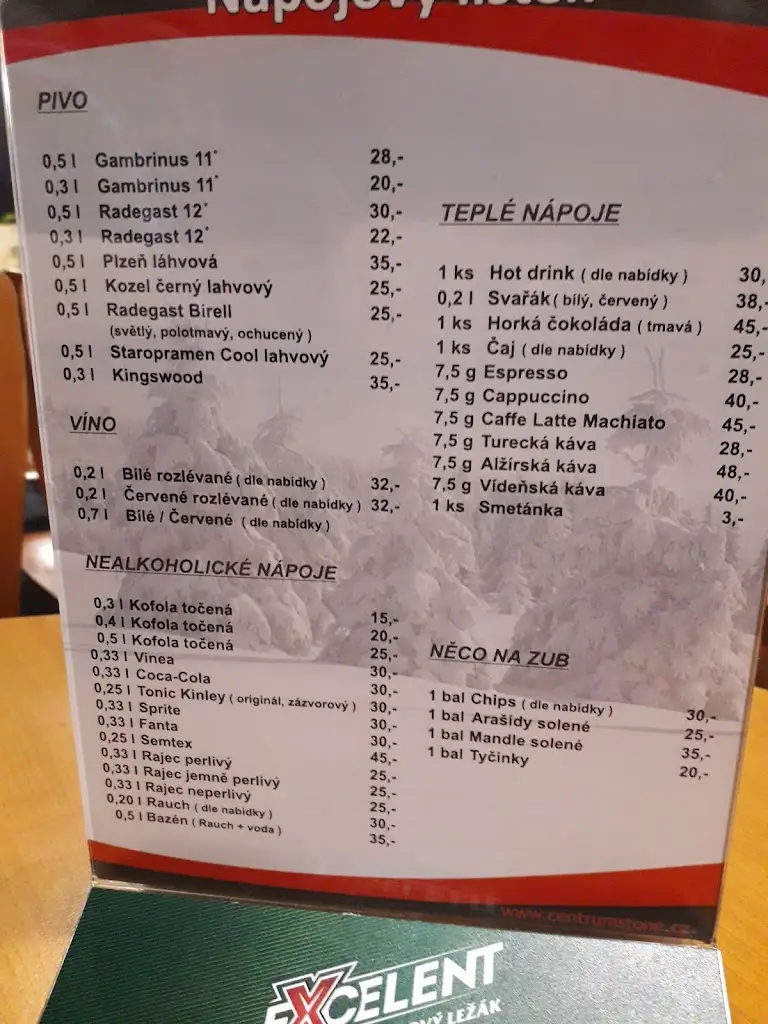 Nápojový lístek
PIVO
0,5 l Gambrinus 11° 28,-
0,3 l Gambrinus 11° 20,-
0,5 l Radegast 12° 30,-
0,3 l Radegast 12° 22,-
0,5 l Plzeň láhvová 35,-
0,5 l Kozel černý lahvový 25,-
0,5 l Radegast Birell 25,-
(světlý, polotmavý, ochucený )
0,5 l Staropramen Cool lahvový 25,-
0,3 l Kingswood 35,-
VÍNO
0,2 l Bílé rozlévané ( dle nabídky ) 32,-
0,2 l Červené rozlévané ( dle nabídky ) 32,-
0,7 l Bílé / Červené ( dle nabídky )
NEALKOHOLICKÉ NÁPOJE
0,3 l Kofola točená 15,-
0,4 l Kofola točená 20,-
0,5 l Kofola točená 25,-
0,33 l Vinea 30,-
0,33 l Coca-Cola 30,-
0,25 l Tonic Kinley ( originál, zázvorový ) 30,-
0,33 l Sprite 30,-
0,33 l Fanta 30,-
0,25 l Semtex 45,-
0,33 l Rajec perlivý 25,-
0,33 l Rajec jemně perlivý 25,-
0,33 l Rajec neperlivý 25,-
0,20 l Rauch ( dle nabídky ) 30,-
0,5 l Bazén ( Rauch + voda ) 35,-
TEPLÉ NÁPOJE
1 ks Hot drink ( dle nabídky ) 30,
0,2 l Svařák ( bílý, červený ) 38,-
1 ks Horká čokoláda ( tmavá ) 45,-
1 ks Čaj ( dle nabídky ) 25,-
7,5 g Espresso 28,-
7,5 g Cappuccino 40,-
7,5 g Caffe Latte Machiato 45,-
7,5 g Turecká káva 28,-
7,5 g Alžírská káva 48,-
7,5 g Vídeňská káva 40,-
1 ks Smetánka 3,-
NĚCO NA ZUB
1 bal Chips ( dle nabídky ) 30,-
1 bal Arašídy solené 25,-
1 bal Mandle solené 35,-
1 bal Tyčinky 20,-
www.centrumstone.cz
EXCELENT
LEŽÁK